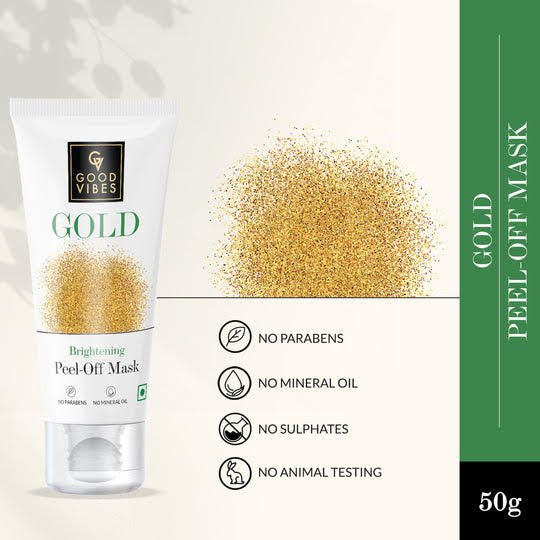 GV
GOOD
VIBES
GOLD
Brightening
Peel-Off Mask
NO PARABENS NO MINERAL OIL
NO PARABENS
NO MINERAL OIL
NO SULPHATES
NO ANIMAL TESTING
GOLD
PEEL-OFF MASK
50g